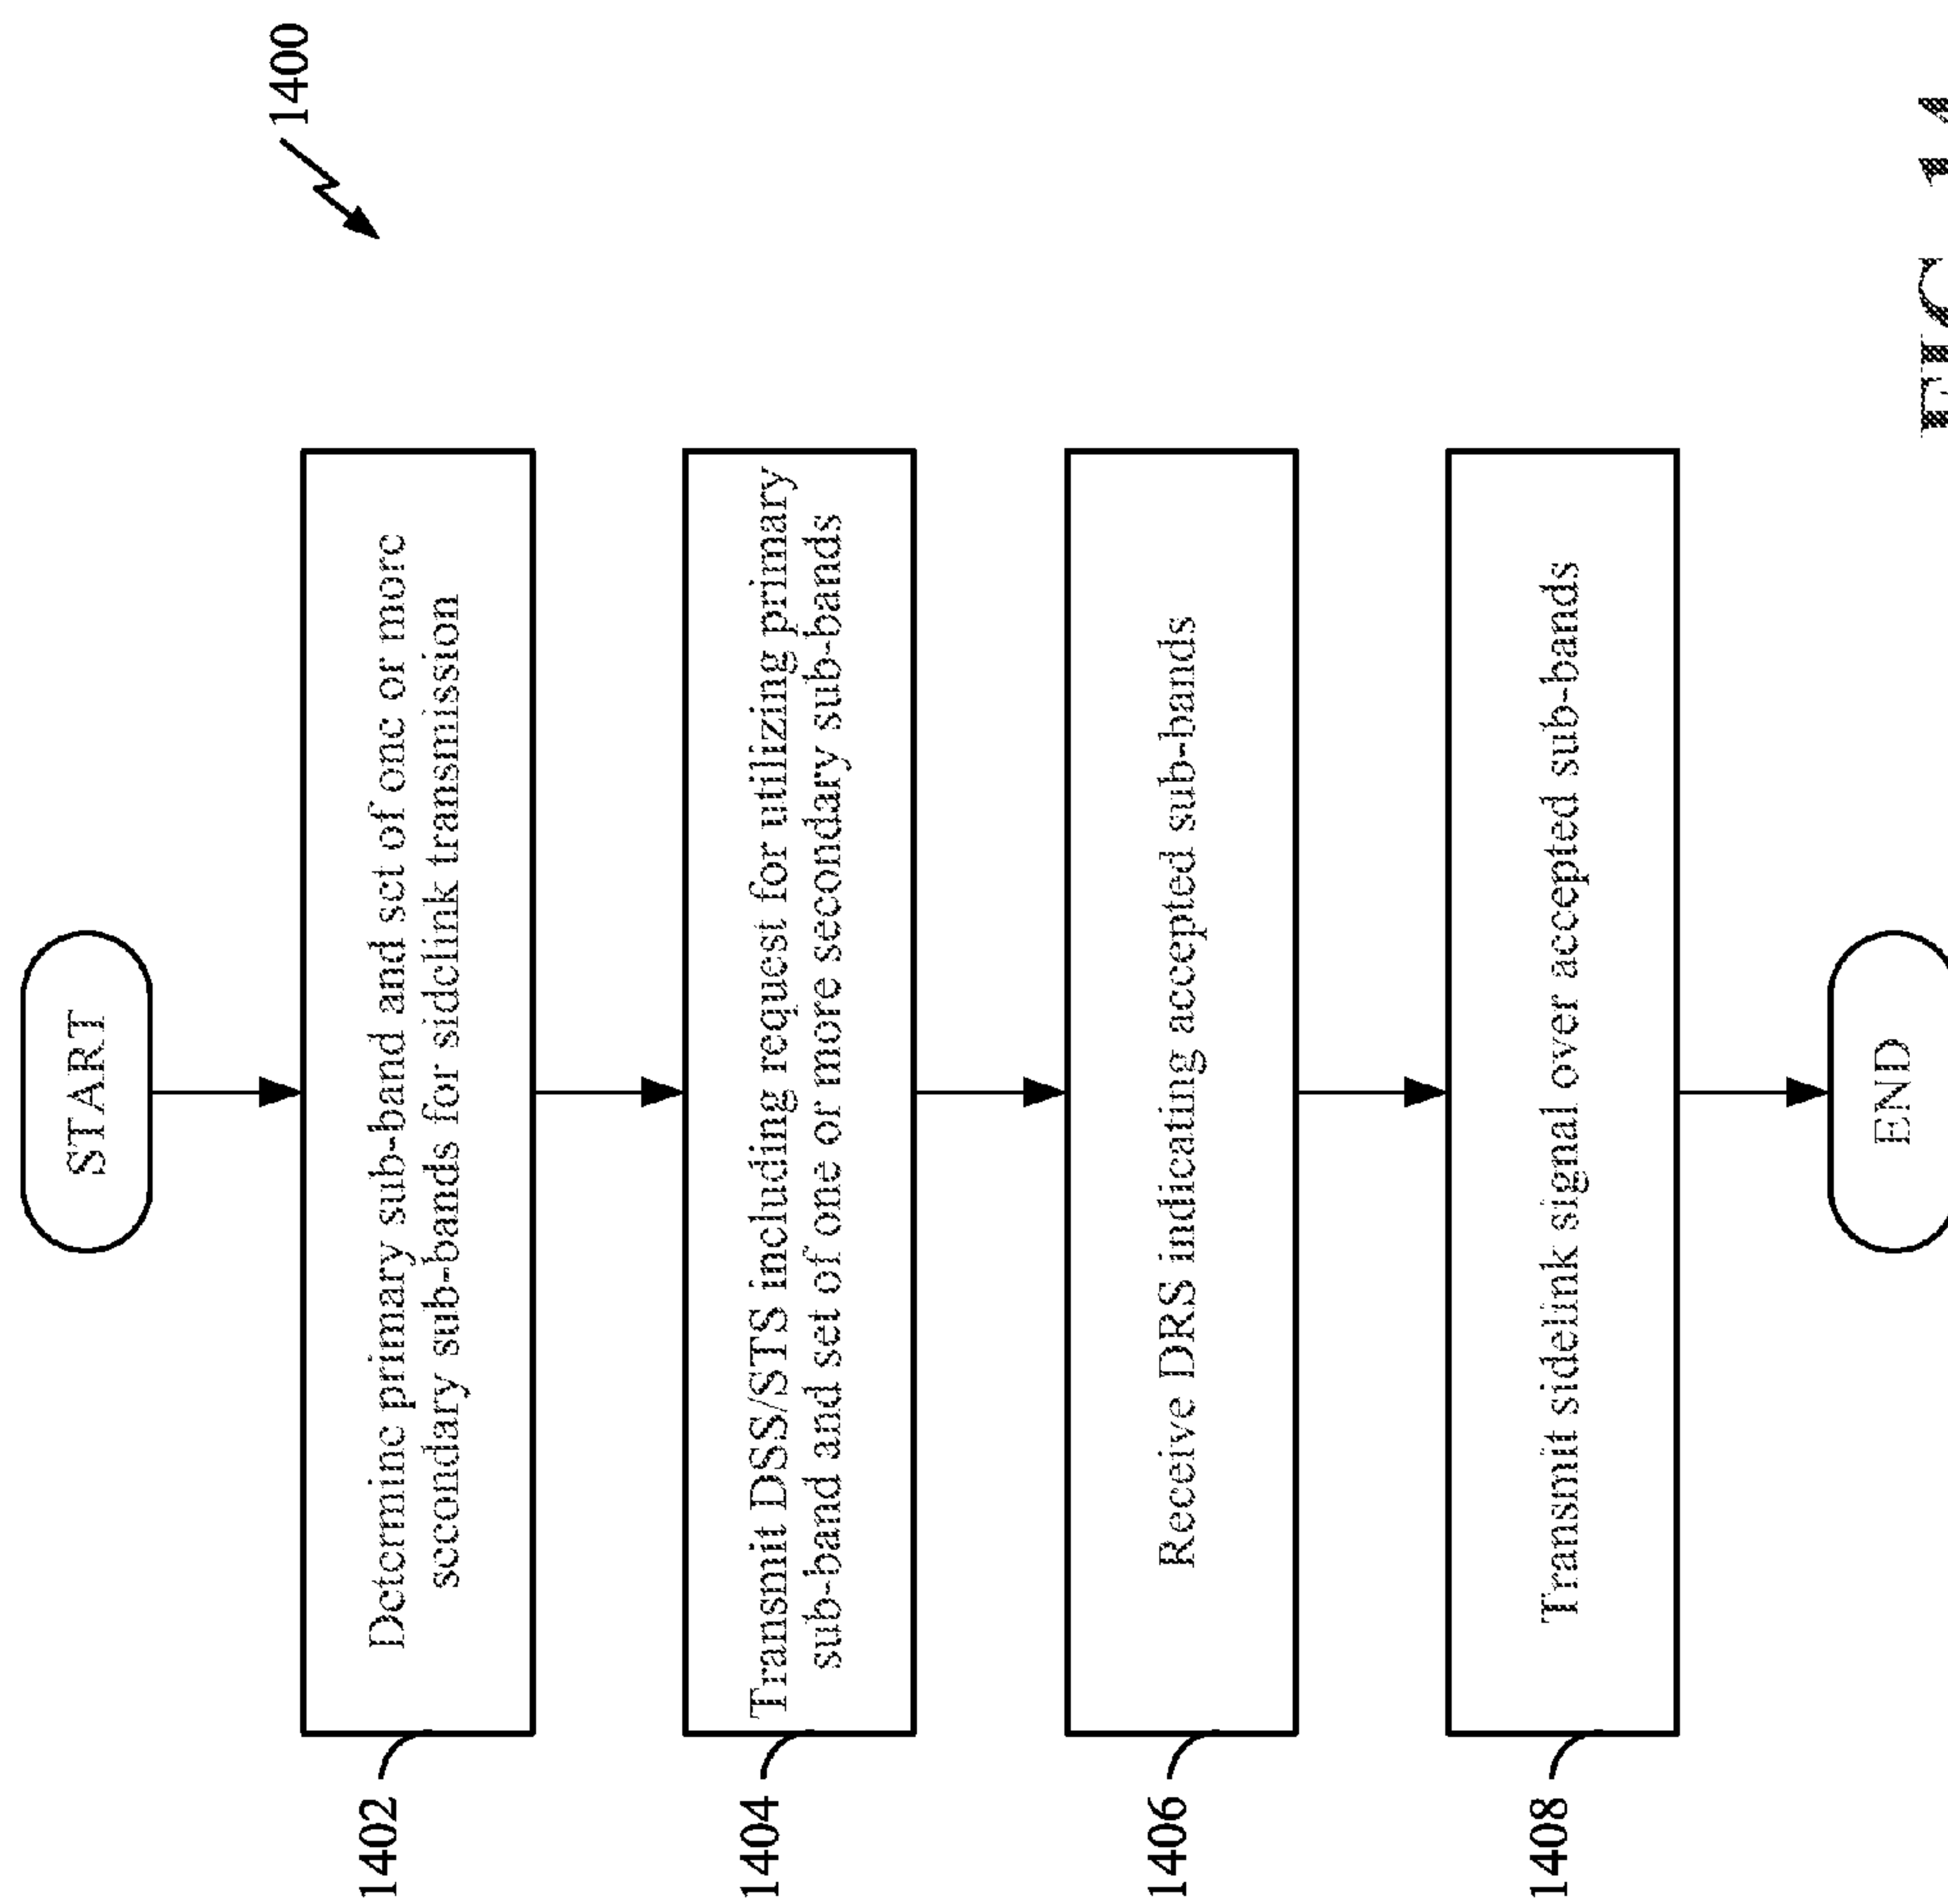 1400
START
1402
Determine primary sub-band and set of one or more
secondary sub-bands for sidelink transmission
1404
Transmit DSS/STS including request for utilizing primary
sub-band and set of one or more secondary sub-bands
1406
Receive DRS indicating accepted sub-bands
1408
Transmit sidelink signal over accepted sub-bands
END